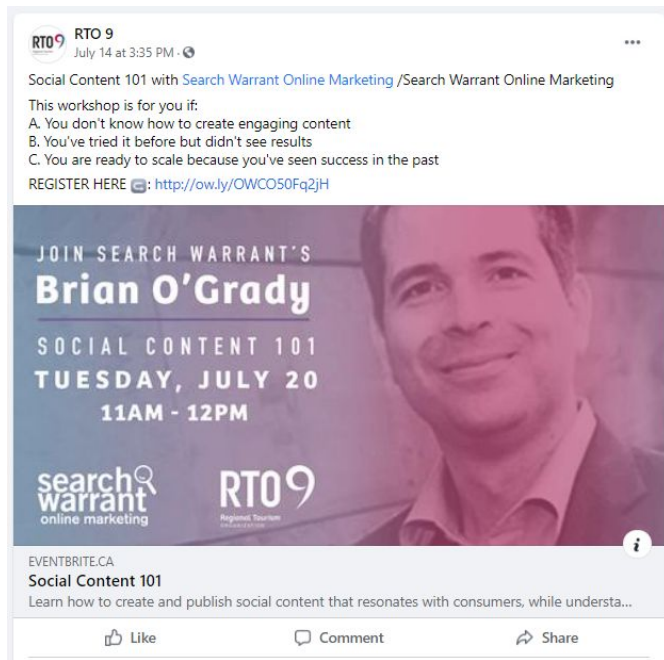 RTO 9
July 14 at 3:35 PM ·
Social Content 101 with Search Warrant Online Marketing /Search Warrant Online Marketing
This workshop is for you if:
A. You don't know how to create engaging content
B. You've tried it before but didn't see results
C. You are ready to scale because you've seen success in the past
REGISTER HERE : http://ow.ly/OWCO50Fq2jH
JOIN SEARCH WARRANT'S
Brian O'Grady
SOCIAL CONTENT 101
TUESDAY, JULY 20
11AM - 12PM
search warrant
online marketing
RTO9
Regional Tourism
ORGANIZATION
EVENTBRITE.CA
Social Content 101
Learn how to create and publish social content that resonates with consumers, while understa...
Like
Comment
Share